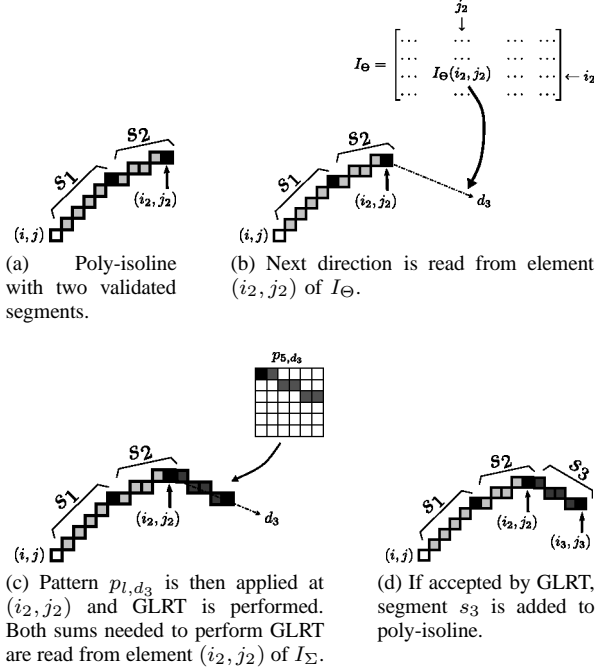 j₂
↓
··· ··· ··· ···
··· ··· ··· ···
I_Θ =
··· I_Θ(i₂, j₂) ··· ··· ← i₂
··· ··· ··· ···
S1 S2
(i₂, j₂)
(i, j)
S1 S2
(i₂, j₂)
d₃
(i, j)
(a) Poly-isoline
with two validated
segments.
(b) Next direction is read from element
(i₂, j₂) of I_Θ.
p₅,d₃
S1 S2
(i₂, j₂)
d₃
(i, j)
S1 S2 S3
(i₂, j₂)
(i₃, j₃)
(i, j)
(c) Pattern p_{l,d₃} is then applied at
(i₂, j₂) and GLRT is performed.
Both sums needed to perform GLRT
are read from element (i₂, j₂) of I_Σ.
(d) If accepted by GLRT,
segment s₃ is added to
poly-isoline.